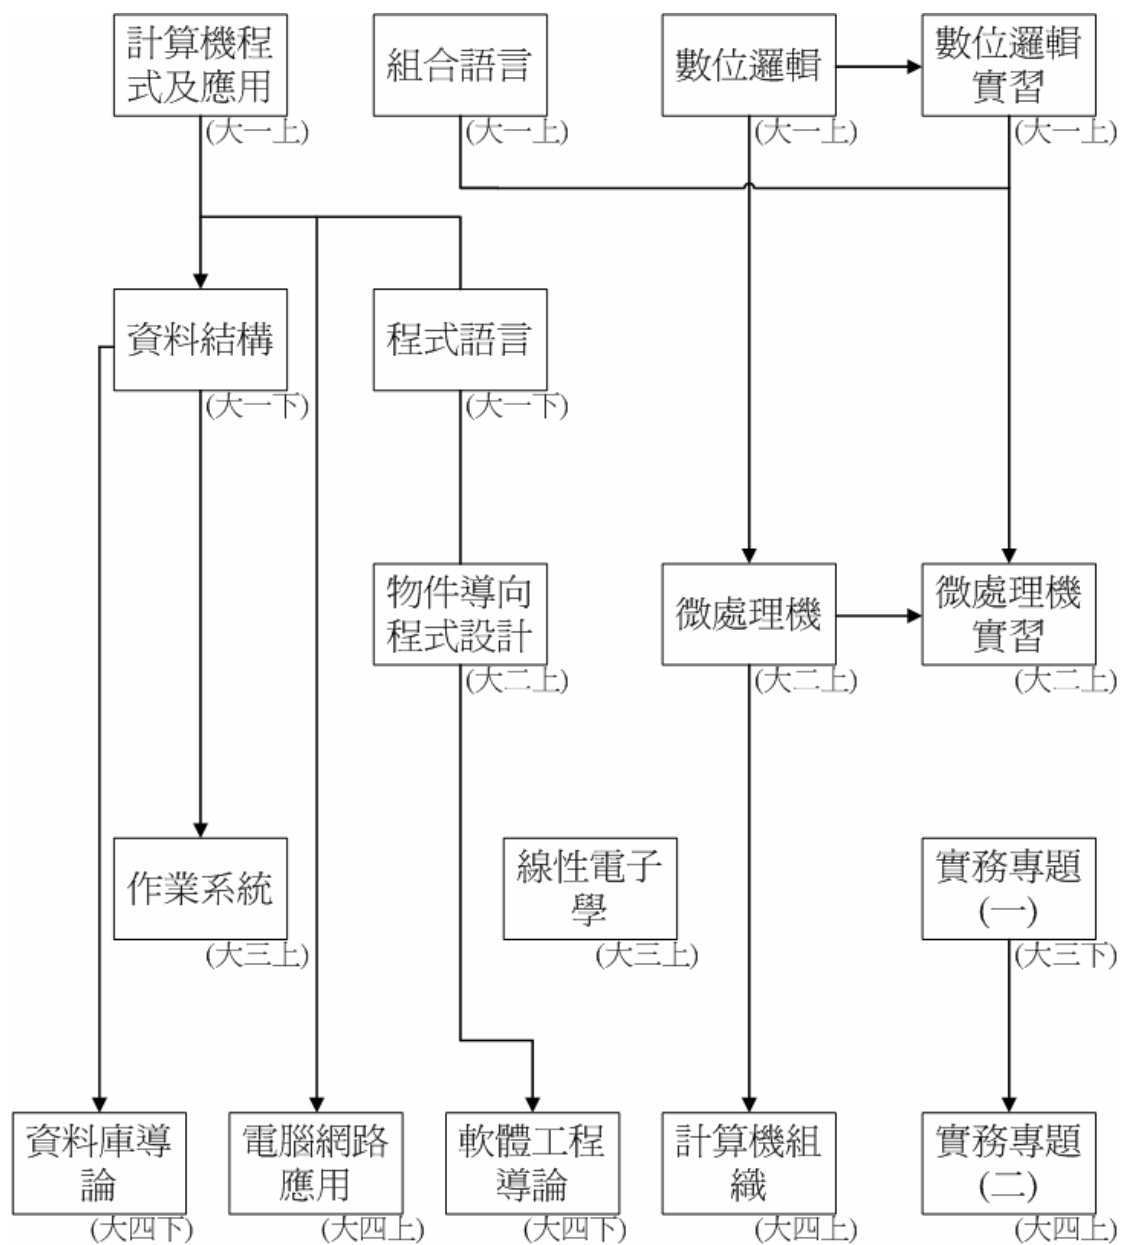 計算機程
式及應用
(大一上)
組合語言
(大一上)
數位邏輯
(大一上)
數位邏輯
實習
(大一上)
資料結構
(大一下)
程式語言
(大一下)
物件導向
程式設計
(大二上)
微處理機
(大二上)
微處理機
實習
(大二上)
作業系統
(大三上)
線性電子
學
(大三上)
實務專題
(一)
(大三下)
資料庫導
論
(大四下)
電腦網路
應用
(大四上)
軟體工程
導論
(大四下)
計算機組
織
(大四上)
實務專題
(二)
(大四上)